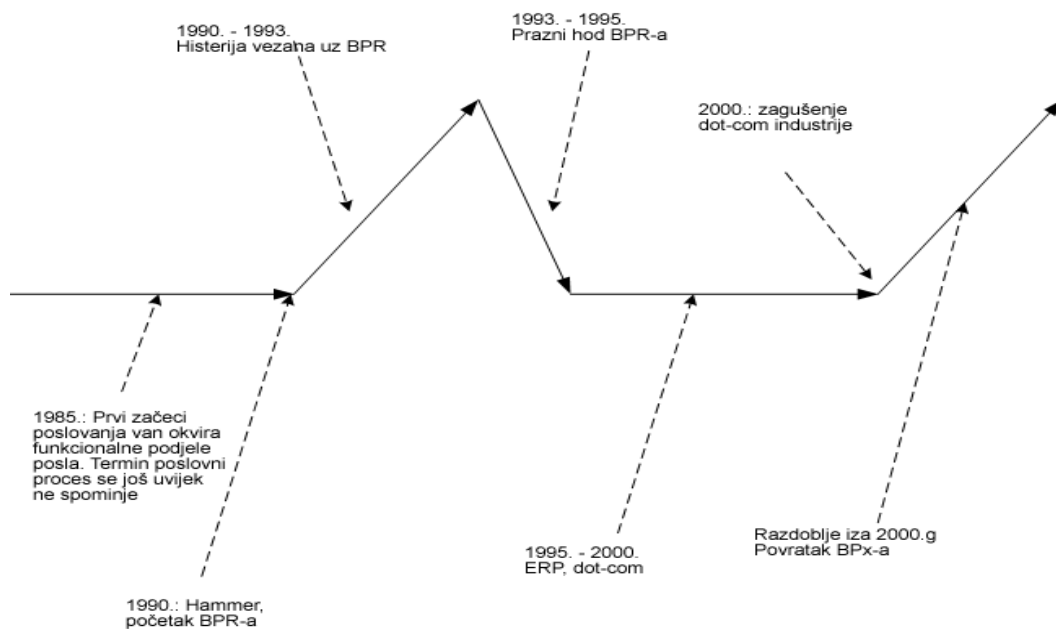 1990. - 1993.
Histerija vezana uz BPR
1993. - 1995.
Prazni hod BPR-a
2000.: zagušenje
dot-com industrije
1985.: Prvi začeci
poslovanja van okvira
funkcionalne podjele
posla. Termin poslovni
proces se još uvijek
ne spominje
1995. - 2000.
ERP, dot-com
Razdoblje iza 2000.g
Povratak BPx-a
1990.: Hammer,
početak BPR-a